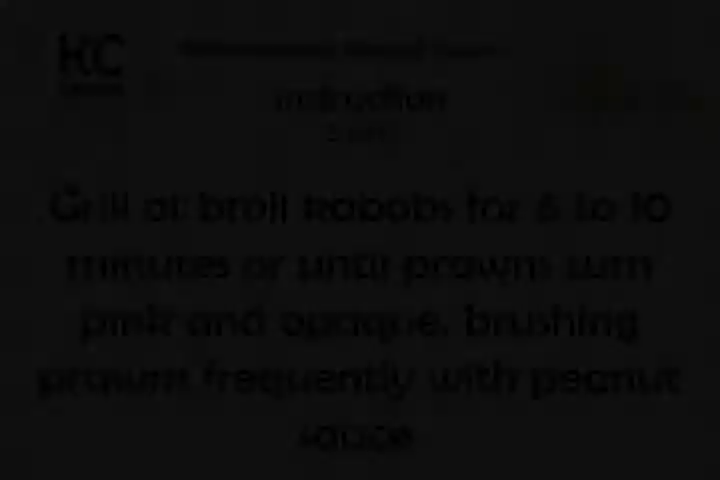 KC
Instruction
Grill or broil kabobs for 6 to 10
minutes or until prawns turn
pink and opaque, brushing
prawns frequently with peanut
sauce